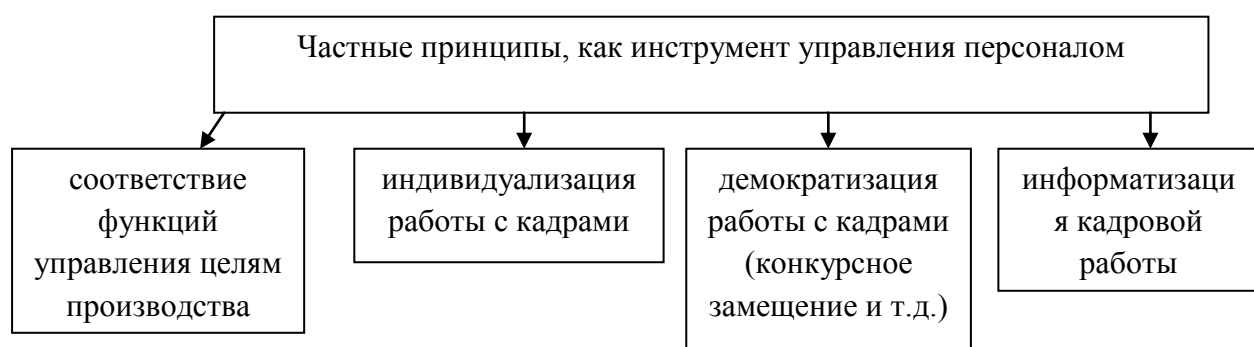 Частные принципы, как инструмент управления персоналом
соответствие
функций
управления целям
производства
индивидуализация
работы с кадрами
демократизация
работы с кадрами
(конкурсное
замещение и т.д.)
информатизаци
я кадровой
работы